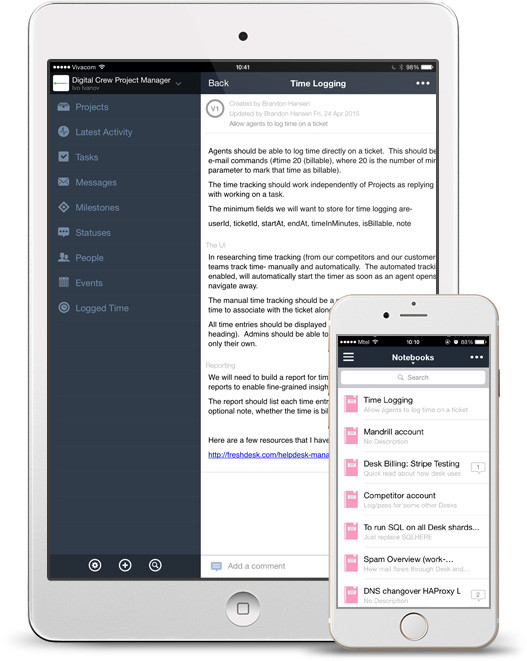 Vivacom
10:41
98%
Digital Crew Project Manager
Ivo Ivanov
Projects
Latest Activity
Tasks
Messages
Milestones
Statuses
People
Events
Logged Time
Back
Time Logging
V1
Created by Brandon Hansen
Updated by Brandon Hansen Fri, 24 Apr 2015
Allow agents to log time on a ticket
Agents should be able to log time directly on a ticket. This should be
e-mail commands (#time 20 (billable), where 20 is the number of min
parameter to mark that time as billable).
The time tracking should work independently of Projects as replying
with working on a task.
The minimum fields we will want to store for time logging are-
userId, ticketId, startAt, endAt, timeInMinutes, isBillable, note
The UI
In researching time tracking (from our competitors and our customer
teams track time- manually and automatically. The automated tracki
enabled, will automatically start the timer as soon as an agent opens
navigate away.
The manual time tracking should be a
time to associate with the ticket along
All time entries should be displayed
heading). Admins should be able to
only their own.
Reporting
We will need to build a report for tim
reports to enable fine-grained insigh
The report should list each time entr
optional note, whether the time is bil
Here are a few resources that I have
http://freshdesk.com/helpdesk-mana
Add a comment
Mtel
10:10
88%
Notebooks
Search
Time Logging
Allow agents to log time on a ticket
Mandrill account
No Description
Desk Billing: Stripe Testing
Quick read about how desk uses
1
Competitor account
Log/pass for some other Desks
To run SQL on all Desk shards...
Just replace SQLHERE
Spam Overview (work-...
How mail flows through Desk and...
DNS changover HAProxy L
No Description
2